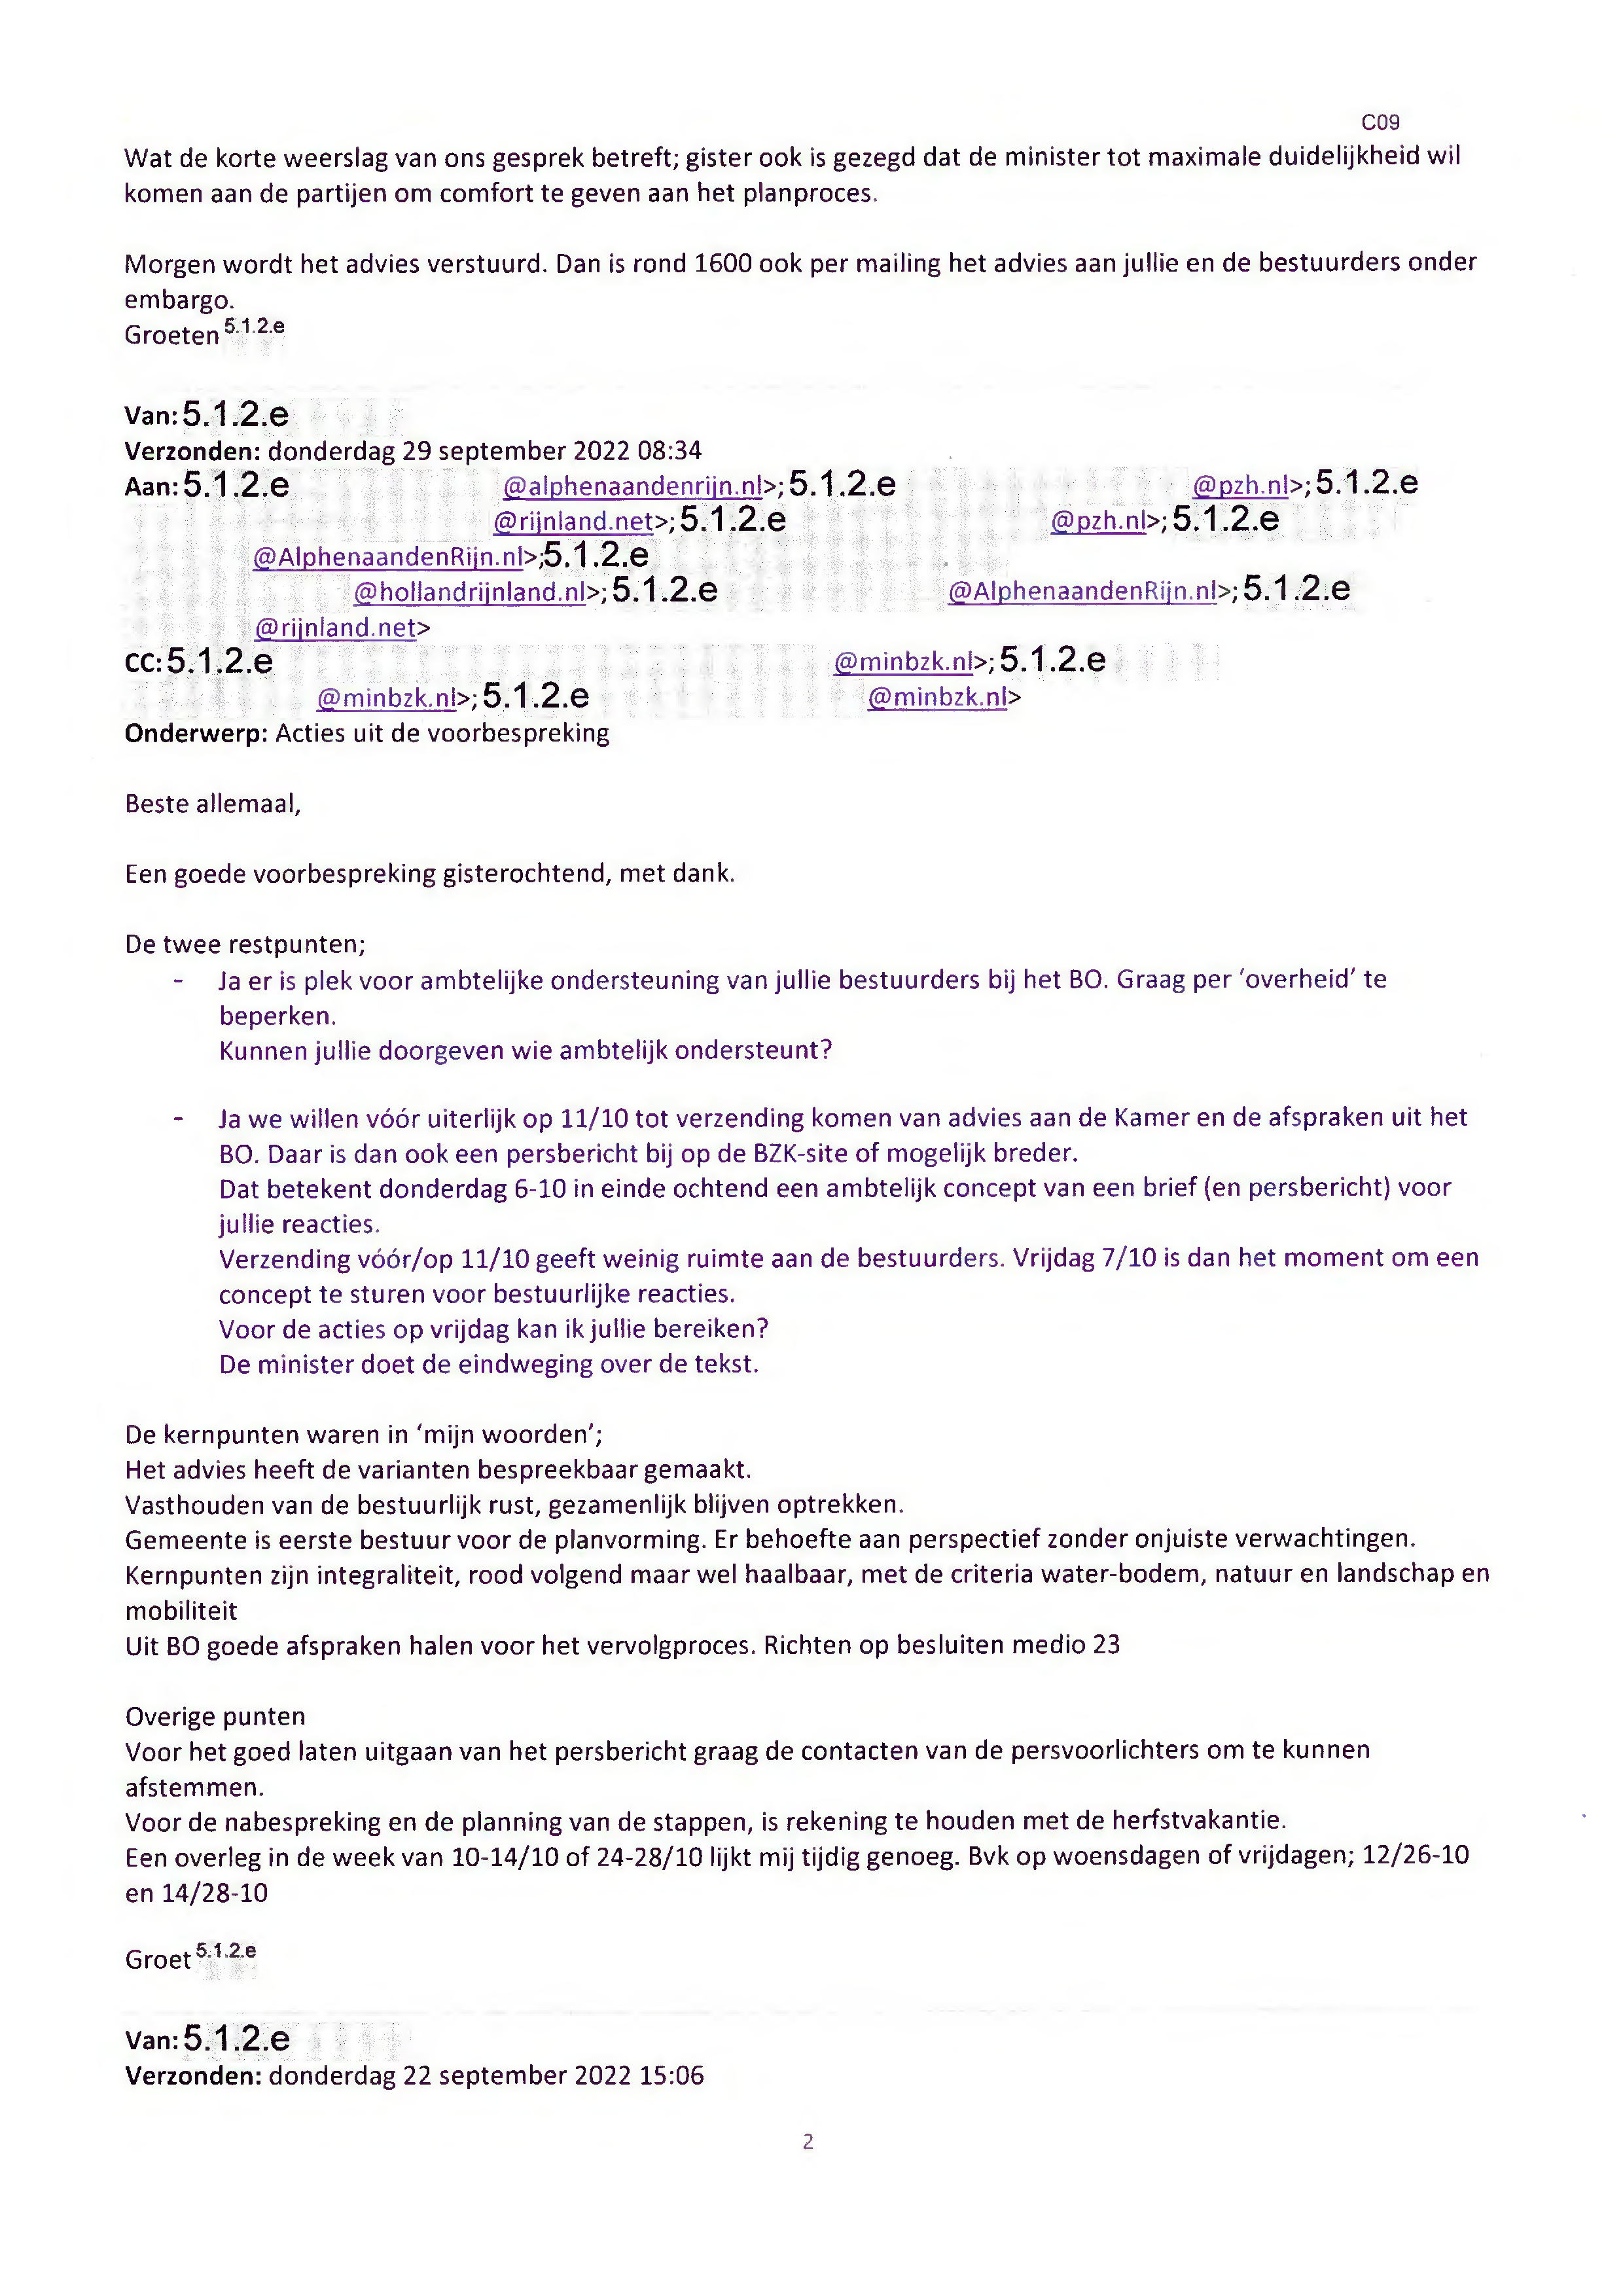 C09
Wat de korte weerslag van ons gesprek betreft; gister ook is gezegd dat de minister tot maximale duidelijkheid wil
komen aan de partijen om comfort te geven aan het planproces.
Morgen wordt het advies verstuurd. Dan is rond 1600 ook per mailing het advies aan jullie en de bestuurders onder
embargo.
Groeten 5.1.2.e
Van: 5.1.2.e
Verzonden: donderdag 29 september 2022 08:34
Aan: 5.1.2.e @alphenaandenrijn.nl>; 5.1.2.e @pzh.nl>; 5.1.2.e
@rijnland.net>; 5.1.2.e @pzh.nl>; 5.1.2.e
@AlphenaandenRijn.nl>;5.1.2.e
@hollandrijnland.nl>; 5.1.2.e @AlphenaandenRijn.nl>; 5.1.2.e
@rijnland.net>
CC: 5.1.2.e @minbzk.nl>; 5.1.2.e
@minbzk.nl>; 5.1.2.e @minbzk.nl>
Onderwerp: Acties uit de voorbespreking
Beste allemaal,
Een goede voorbespreking gisterochtend, met dank.
De twee restpunten;
- Ja er is plek voor ambtelijke ondersteuning van jullie bestuurders bij het BO. Graag per ‘overheid’ te
beperken.
Kunnen jullie doorgeven wie ambtelijk ondersteunt?
- Ja we willen vóór uiterlijk op 11/10 tot verzending komen van advies aan de Kamer en de afspraken uit het
BO. Daar is dan ook een persbericht bij op de BZK-site of mogelijk breder.
Dat betekent donderdag 6-10 in einde ochtend een ambtelijk concept van een brief (en persbericht) voor
jullie reacties.
Verzending vóór/op 11/10 geeft weinig ruimte aan de bestuurders. Vrijdag 7/10 is dan het moment om een
concept te sturen voor bestuurlijke reacties.
Voor de acties op vrijdag kan ik jullie bereiken?
De minister doet de eindweging over de tekst.
De kernpunten waren in ‘mijn woorden’;
Het advies heeft de varianten bespreekbaar gemaakt.
Vasthouden van de bestuurlijk rust, gezamenlijk blijven optrekken.
Gemeente is eerste bestuur voor de planvorming. Er behoefte aan perspectief zonder onjuiste verwachtingen.
Kernpunten zijn integraliteit, rood volgend maar wel haalbaar, met de criteria water-bodem, natuur en landschap en
mobiliteit
Uit BO goede afspraken halen voor het vervolgproces. Richten op besluiten medio 23
Overige punten
Voor het goed laten uitgaan van het persbericht graag de contacten van de persvoorlichters om te kunnen
afstemmen.
Voor de nabespreking en de planning van de stappen, is rekening te houden met de herfstvakantie.
Een overleg in de week van 10-14/10 of 24-28/10 lijkt mij tijdig genoeg. Bvk op woensdagen of vrijdagen; 12/26-10
en 14/28-10
Groet 5.1.2.e
Van: 5.1.2.e
Verzonden: donderdag 22 september 2022 15:06
2